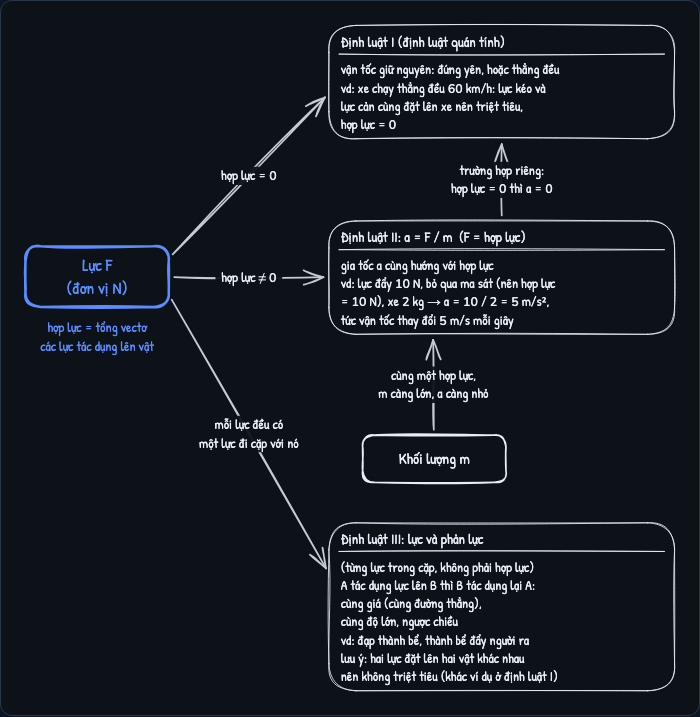 Định luật I (định luật quán tính)
vận tốc giữ nguyên: đứng yên, hoặc thẳng đều
vd: xe chạy thẳng đều 60 km/h: lực kéo và
lực cản cùng đặt lên xe nên triệt tiêu,
hợp lực = 0
hợp lực = 0
trường hợp riêng:
hợp lực = 0 thì a = 0
Lực F
(đơn vị N)
hợp lực = tổng vectơ
các lực tác dụng lên vật
hợp lực ≠ 0
Định luật II: a = F / m (F = hợp lực)
gia tốc a cùng hướng với hợp lực
vd: lực đẩy 10 N, bỏ qua ma sát (nên hợp lực
= 10 N), xe 2 kg → a = 10 / 2 = 5 m/s²,
tức vận tốc thay đổi 5 m/s mỗi giây
cùng một hợp lực,
m càng lớn, a càng nhỏ
Khối lượng m
mỗi lực đều có
một lực đi cặp với nó
Định luật III: lực và phản lực
(từng lực trong cặp, không phải hợp lực)
A tác dụng lực lên B thì B tác dụng lại A:
cùng giá (cùng đường thẳng),
cùng độ lớn, ngược chiều
vd: đạp thành bể, thành bể đẩy người ra
lưu ý: hai lực đặt lên hai vật khác nhau
nên không triệt tiêu (khác ví dụ ở định luật I)